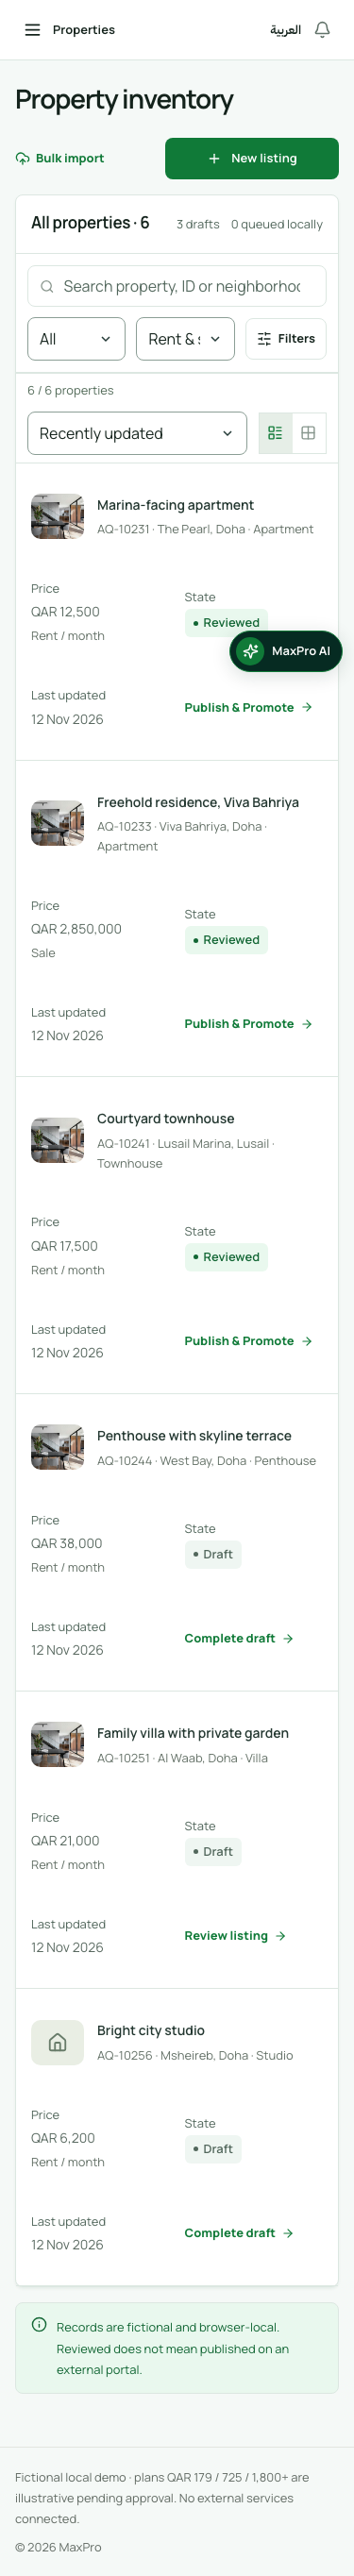 Properties
العربية
Property inventory
Bulk import
New listing
All properties · 6
3 drafts
0 queued locally
Search property, ID or neighborhoo
All
Rent & s
Filters
6 / 6 properties
Recently updated
Marina-facing apartment
AQ-10231 · The Pearl, Doha · Apartment
Price
QAR 12,500
Rent / month
State
Reviewed
MaxPro AI
Last updated
12 Nov 2026
Publish & Promote
Freehold residence, Viva Bahriya
AQ-10233 · Viva Bahriya, Doha ·
Apartment
Price
QAR 2,850,000
Sale
State
Reviewed
Last updated
12 Nov 2026
Publish & Promote
Courtyard townhouse
AQ-10241 · Lusail Marina, Lusail ·
Townhouse
Price
QAR 17,500
Rent / month
State
Reviewed
Last updated
12 Nov 2026
Publish & Promote
Penthouse with skyline terrace
AQ-10244 · West Bay, Doha · Penthouse
Price
QAR 38,000
Rent / month
State
Draft
Last updated
12 Nov 2026
Complete draft
Family villa with private garden
AQ-10251 · Al Waab, Doha · Villa
Price
QAR 21,000
Rent / month
State
Draft
Last updated
12 Nov 2026
Review listing
Bright city studio
AQ-10256 · Msheireb, Doha · Studio
Price
QAR 6,200
Rent / month
State
Draft
Last updated
12 Nov 2026
Complete draft
Records are fictional and browser-local.
Reviewed does not mean published on an
external portal.
Fictional local demo · plans QAR 179 / 725 / 1,800+ are
illustrative pending approval. No external services
connected.
© 2026 MaxPro